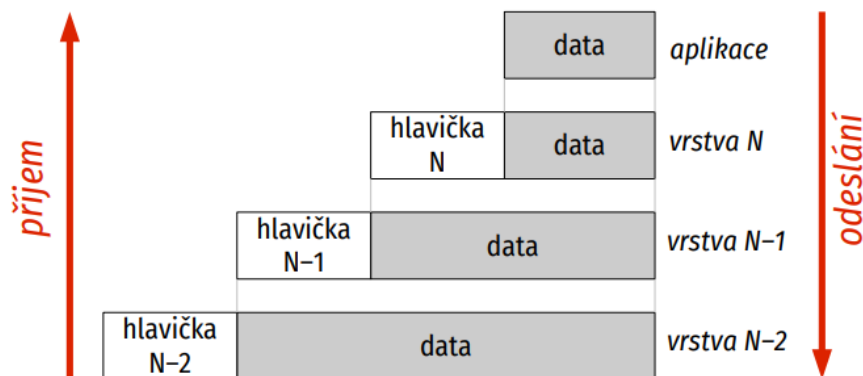 data
aplikace
hlavička
N
data
vrstva N
hlavička
N–1
data
vrstva N–1
hlavička
N–2
data
vrstva N–2
příjem
odeslání